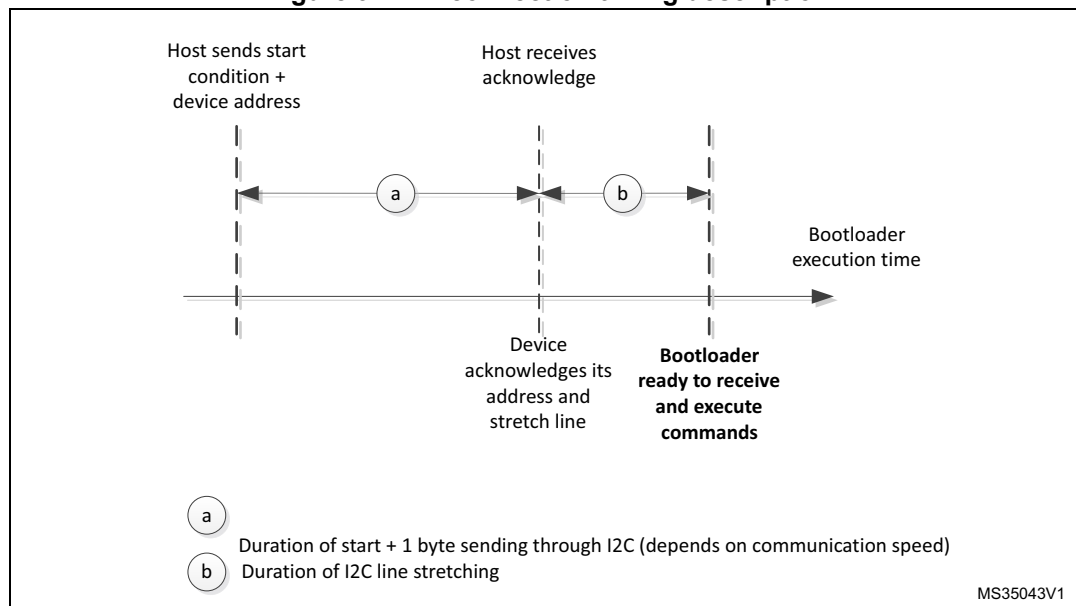 Host sends start
condition +
device address
Host receives
acknowledge
a
b
Bootloader
execution time
Device
acknowledges its
address and
stretch line
Bootloader
ready to receive
and execute
commands
a
Duration of start + 1 byte sending through I2C (depends on communication speed)
b
Duration of I2C line stretching
MS35043V1